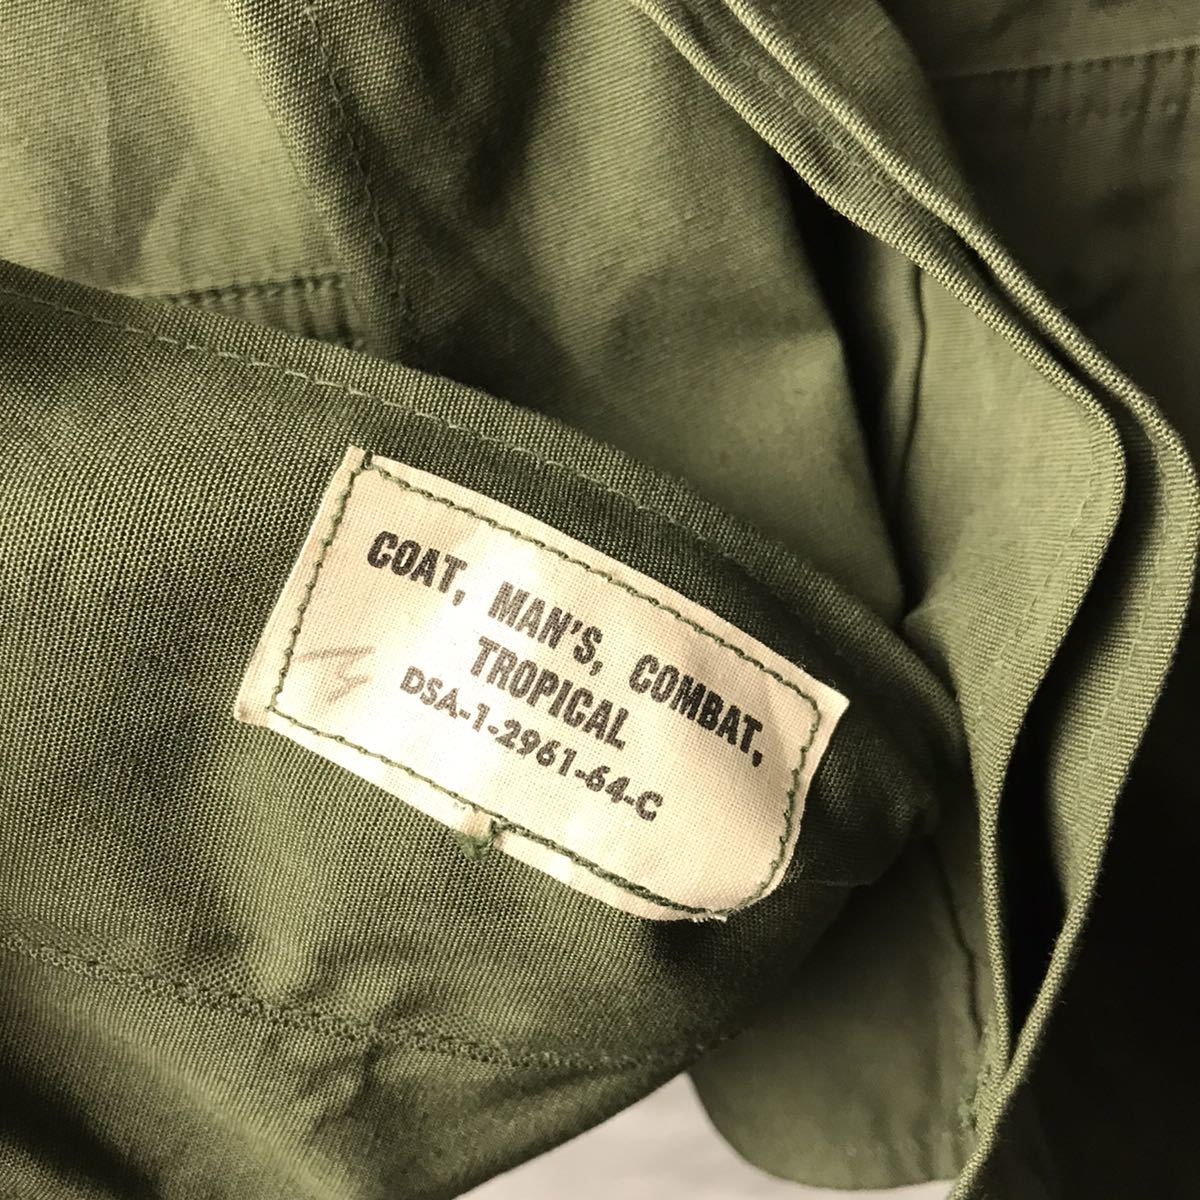 COAT, MAN'S, COMBAT,
TROPICAL
DSA-1-2961-64-C